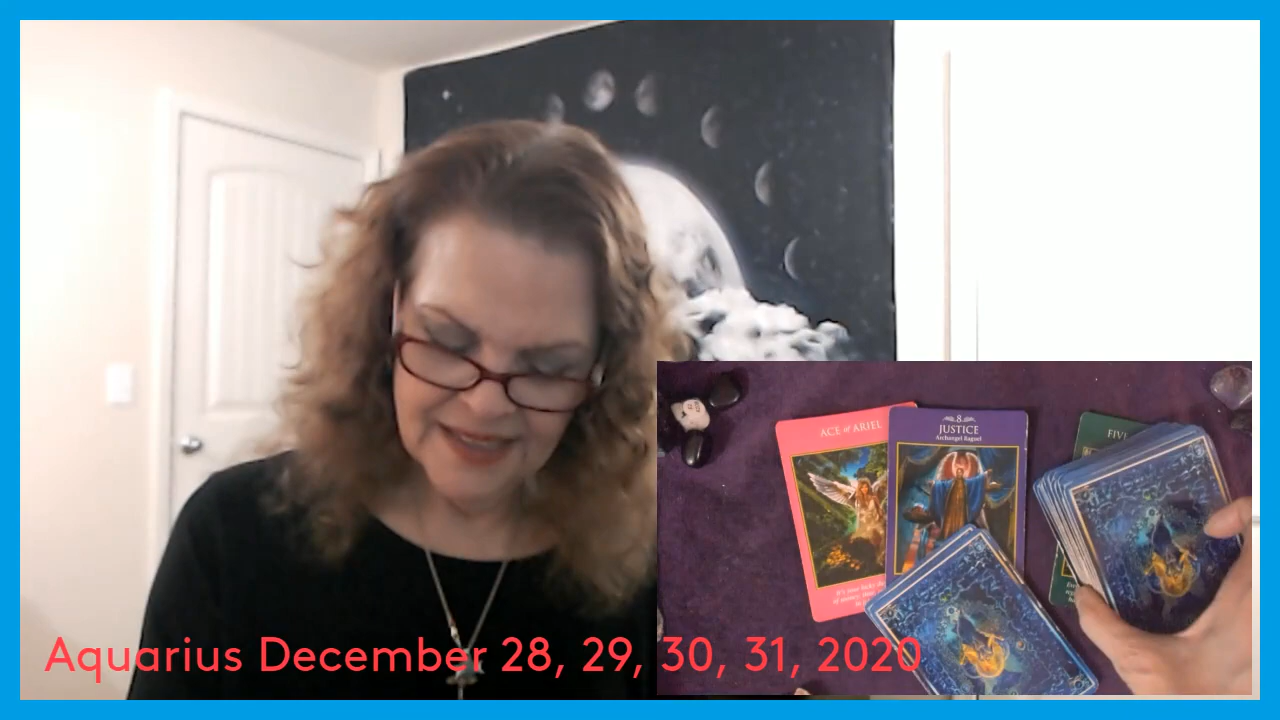 ACE of ARIEL
8
JUSTICE
Archangel Raguel
FIVE
Aquarius December 28, 29, 30, 31, 2020